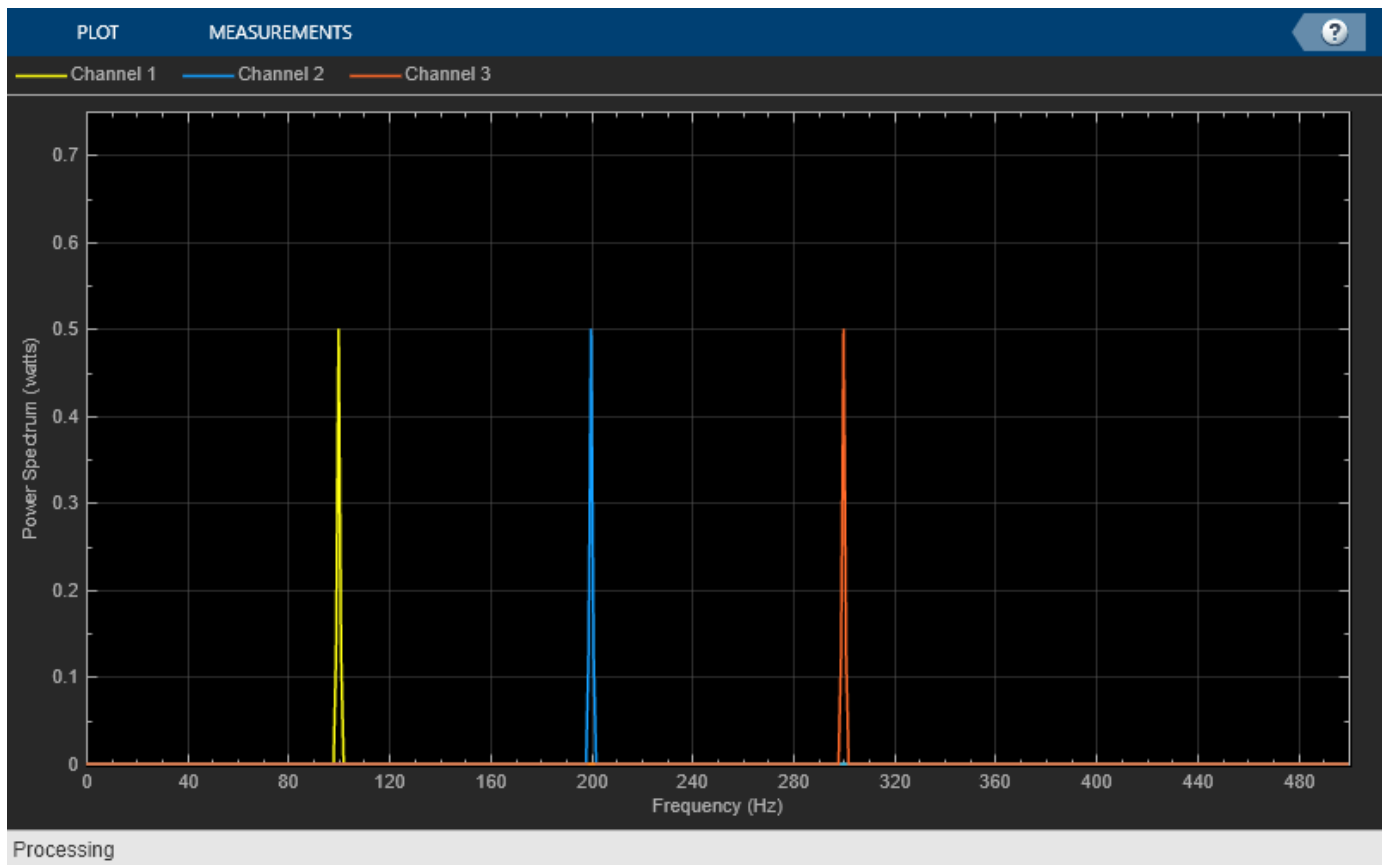 PLOT MEASUREMENTS ?
Channel 1 Channel 2 Channel 3
0.7
0.6
0.5
0.4
0.3
0.2
0.1
0
Power Spectrum (watts)
0 40 80 120 160 200 240 280 320 360 400 440 480
Frequency (Hz)
Processing